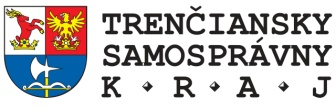 TRENČIANSKY
SAMOSPRÁVNY
K • R • A • J